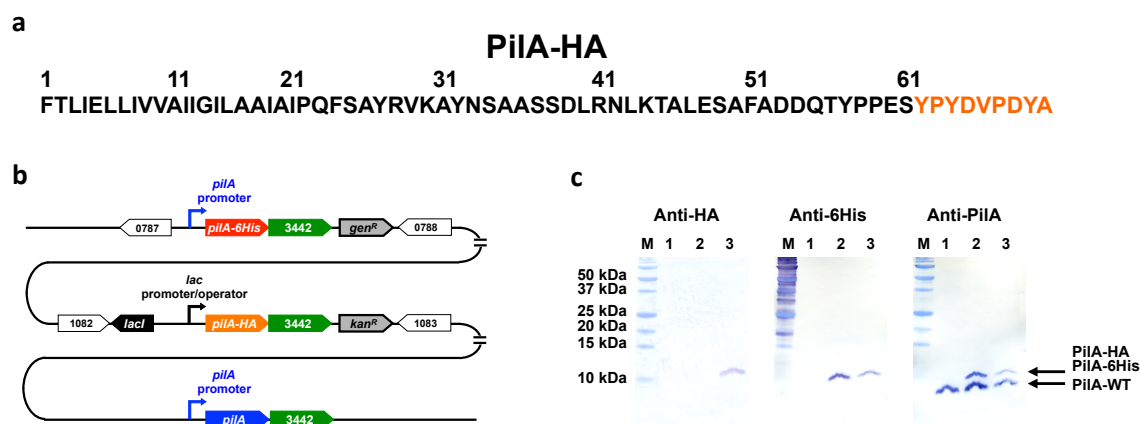 a
PilA-HA
1 11 21 31 41 51 61
FTLIELLIVVAIIGILAAIAIPQFSAYRVKAYNSAASSDLRNLKTALESAFADDQTYPPESYPYDVPDYA
b
pilA
promoter
0787 pilA-6His 3442 genR 0788
lac
promoter/operator
1082 lacI pilA-HA 3442 kanR 1083
pilA
promoter
pilA 3442
c
Anti-HA Anti-6His Anti-PilA
M 1 2 3 M 1 2 3 M 1 2 3
50 kDa
37 kDa
25 kDa
20 kDa
15 kDa
10 kDa
PilA-HA
PilA-6His
PilA-WT